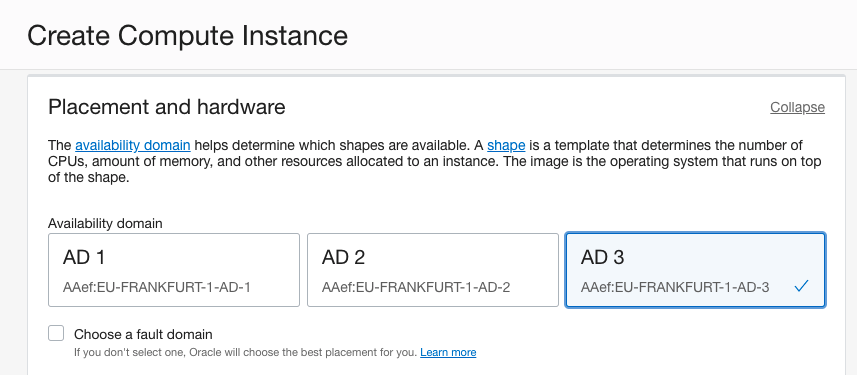 Create Compute Instance
Placement and hardware
Collapse
The availability domain helps determine which shapes are available. A shape is a template that determines the number of
CPUs, amount of memory, and other resources allocated to an instance. The image is the operating system that runs on top
of the shape.
Availability domain
AD 1
AAef:EU-FRANKFURT-1-AD-1
AD 2
AAef:EU-FRANKFURT-1-AD-2
AD 3
AAef:EU-FRANKFURT-1-AD-3
Choose a fault domain
If you don't select one, Oracle will choose the best placement for you. Learn more